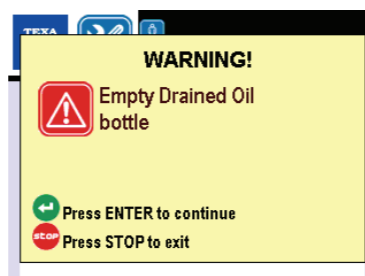 TEXA
WARNING!
Empty Drained Oil
bottle
Press ENTER to continue
stop Press STOP to exit